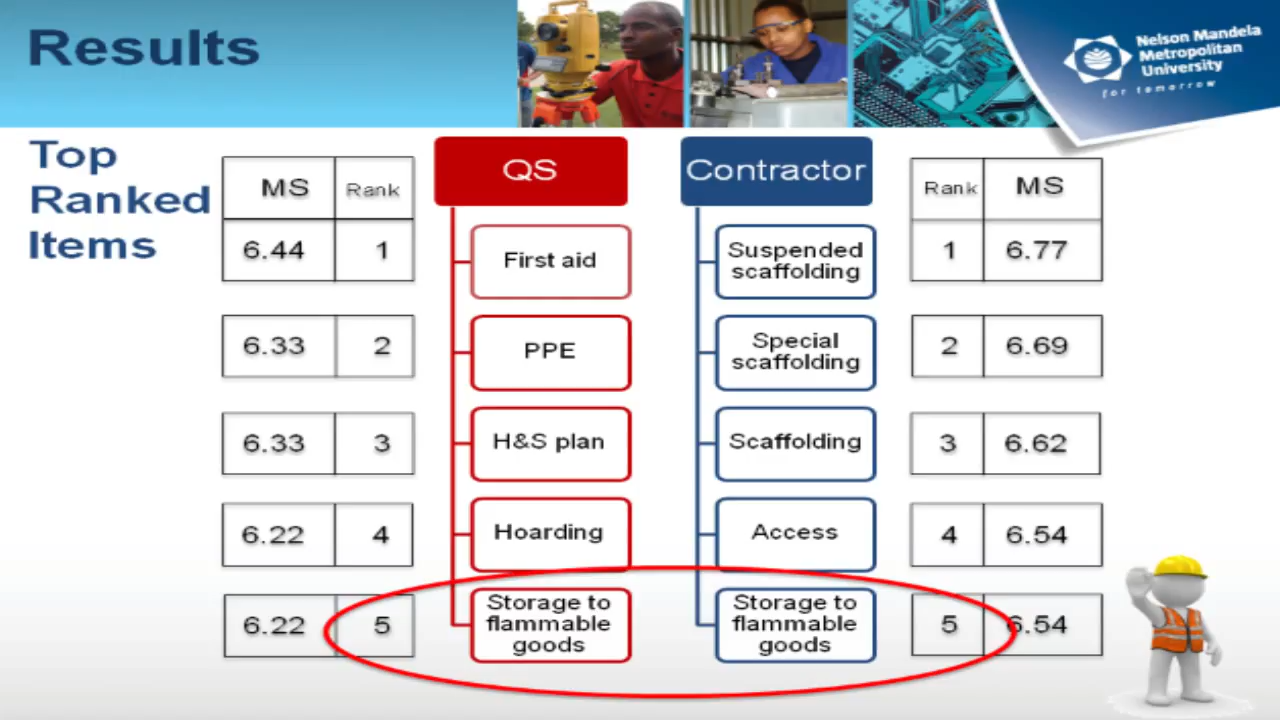 Results
Nelson Mandela
Metropolitan
University
for tomorrow
Top
Ranked
Items
MS Rank
QS
Contractor
Rank MS
6.44 1
First aid
Suspended
scaffolding
1 6.77
6.33 2
PPE
Special
scaffolding
2 6.69
6.33 3
H&S plan
Scaffolding
3 6.62
6.22 4
Hoarding
Access
4 6.54
6.22 5
Storage to
flammable
goods
Storage to
flammable
goods
5 6.54